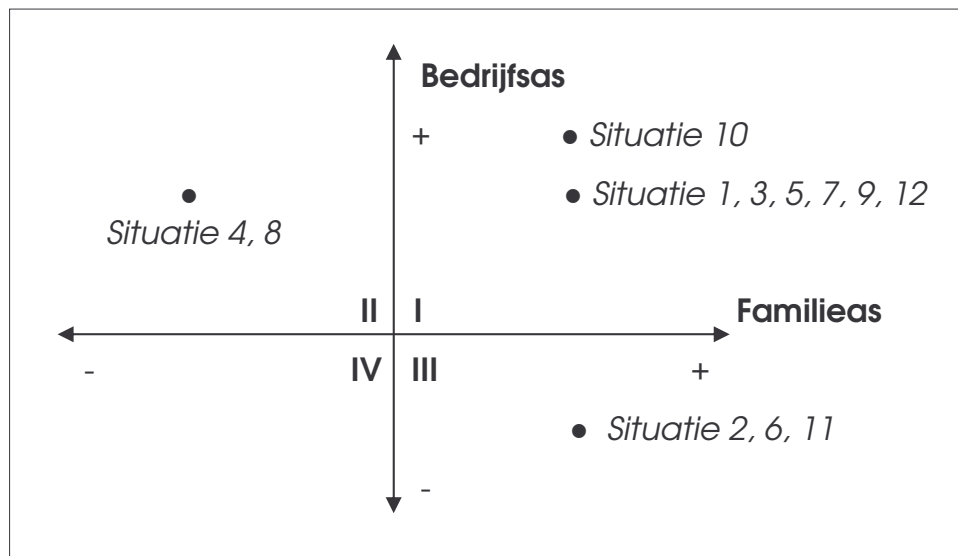 Bedrijfsas
+
Situatie 10
Situatie 1, 3, 5, 7, 9, 12
Situatie 4, 8
II I
Familieas
IV III
-
+
Situatie 2, 6, 11
-